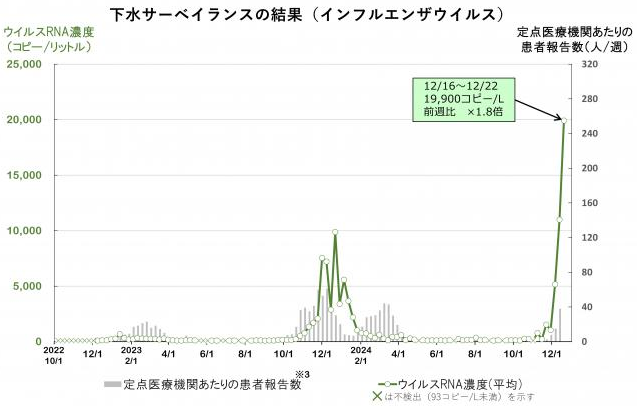 下水サーベイランスの結果（インフルエンザウイルス）
ウイルスRNA濃度
（コピー/リットル）
定点医療機関あたりの
患者報告数(人/週)
25,000
20,000
15,000
10,000
5,000
0
320
280
240
200
160
120
80
40
0
12/16～12/22
19,900コピー/L
前週比　×1.8倍
2022 2023 2024
10/1 12/1 2/1 4/1 6/1 8/1 10/1 12/1 2/1 4/1 6/1 8/1 10/1 12/1
※3
定点医療機関あたりの患者報告数 ウイルスRNA濃度(平均)
×は不検出（93コピー/L未満）を示す